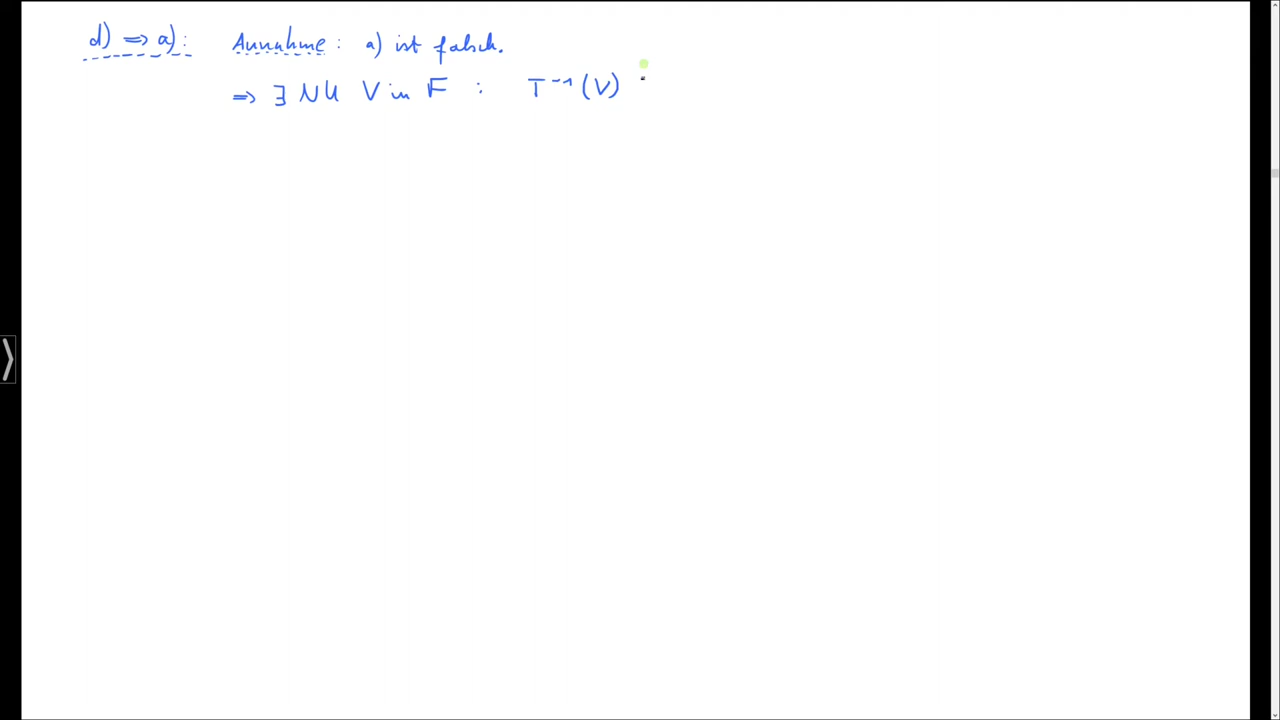 d) ⇒ a): Annahme: a) ist falsch.
⇒ ∃ NU V in F : T⁻¹(V)